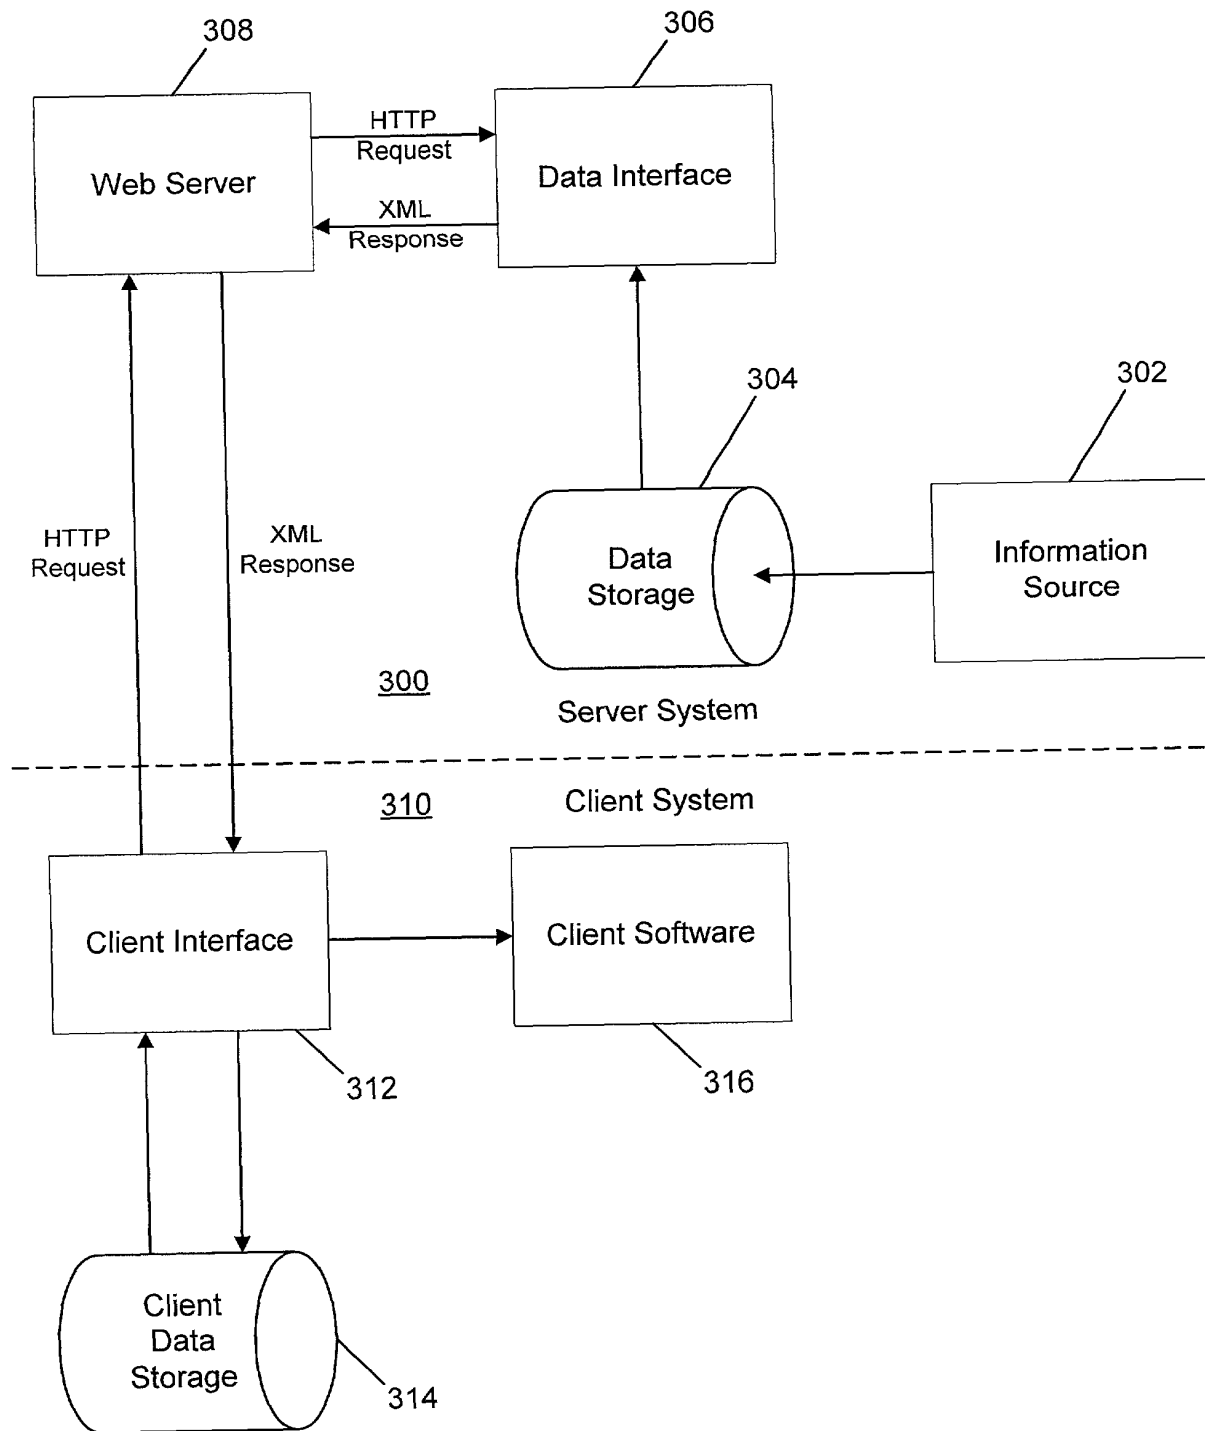 308
306
HTTP
Request
Web Server
Data Interface
XML
Response
304
302
HTTP
Request
XML
Response
Data
Storage
Information
Source
300
Server System
310
Client System
Client Interface
Client Software
312
316
Client
Data
Storage
314